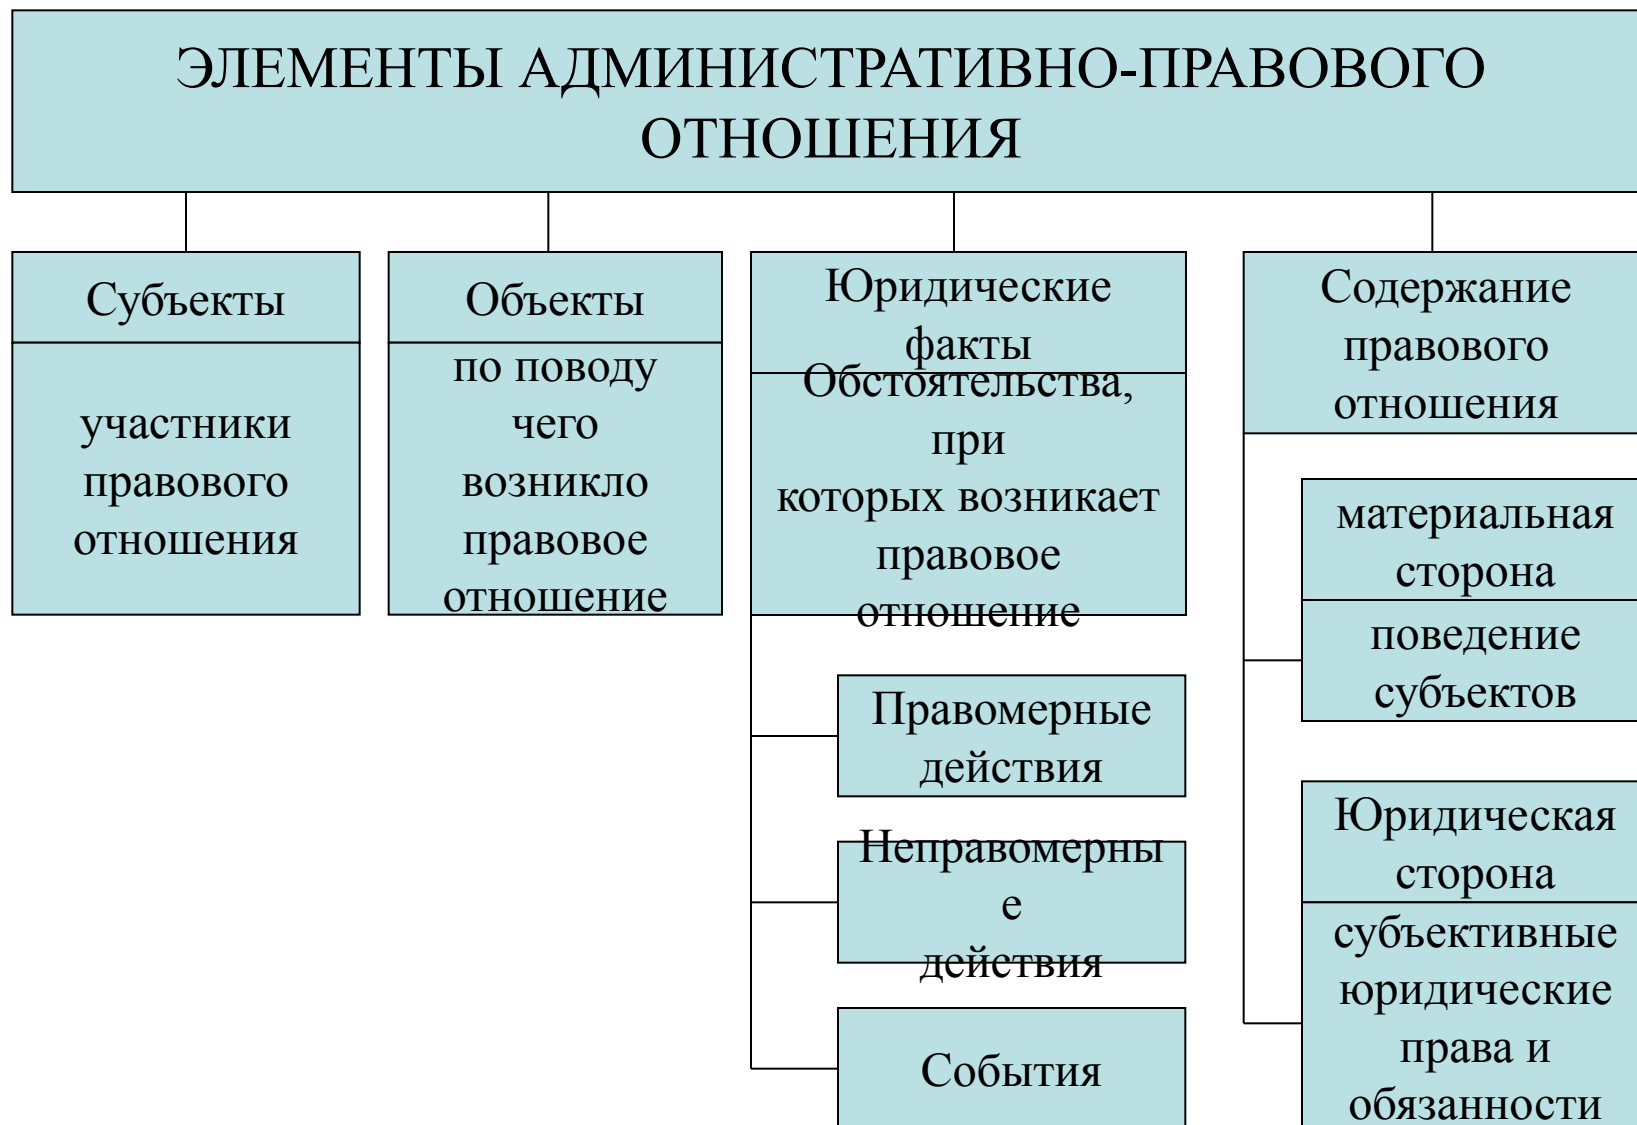 ЭЛЕМЕНТЫ АДМИНИСТРАТИВНО-ПРАВОВОГО
ОТНОШЕНИЯ
Субъекты
участники
правового
отношения
Объекты
по поводу
чего
возникло
правовое
отношение
Юридические
факты
Обстоятельства,
при
которых возникает
правовое
отношение
Правомерные
действия
Неправомерны
е
действия
События
Содержание
правового
отношения
материальная
сторона
поведение
субъектов
Юридическая
сторона
субъективные
юридические
права и
обязанности